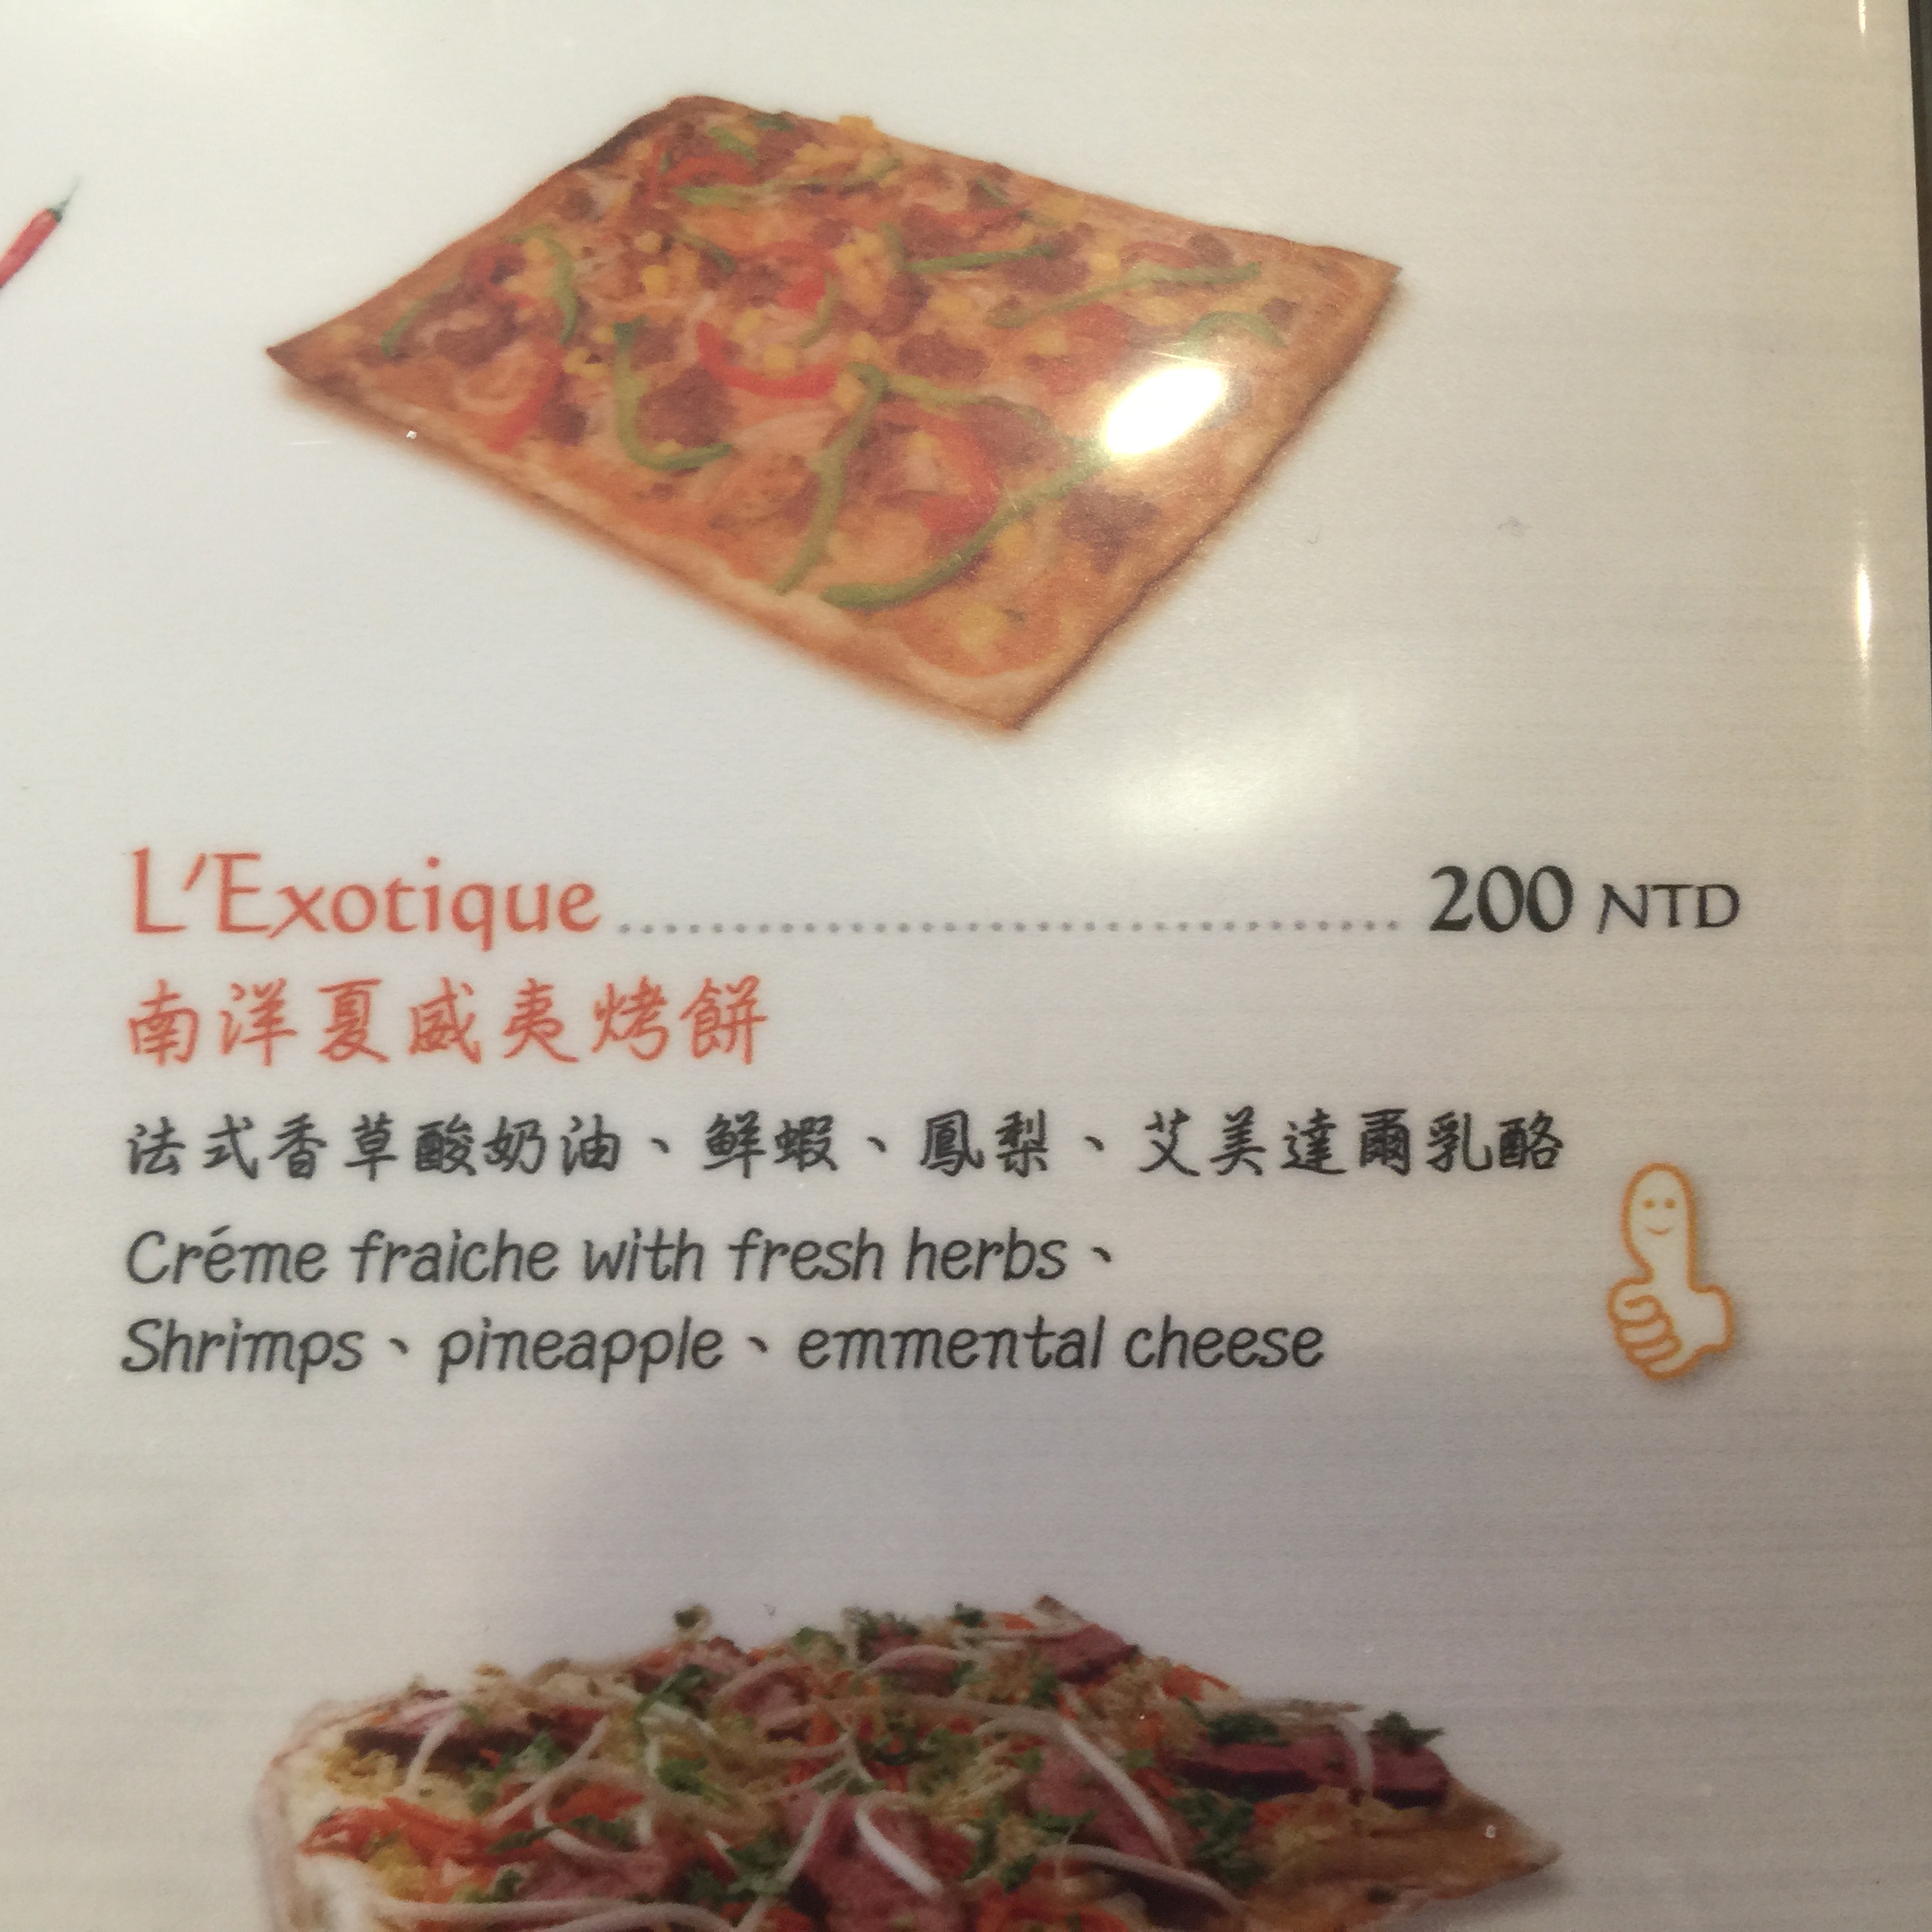 L'Exotique 200 NTD
南洋夏威夷烤餅
法式香草酸奶油、鮮蝦、鳳梨、艾美達爾乳酪
Créme fraiche with fresh herbs、
Shrimps、pineapple、emmental cheese